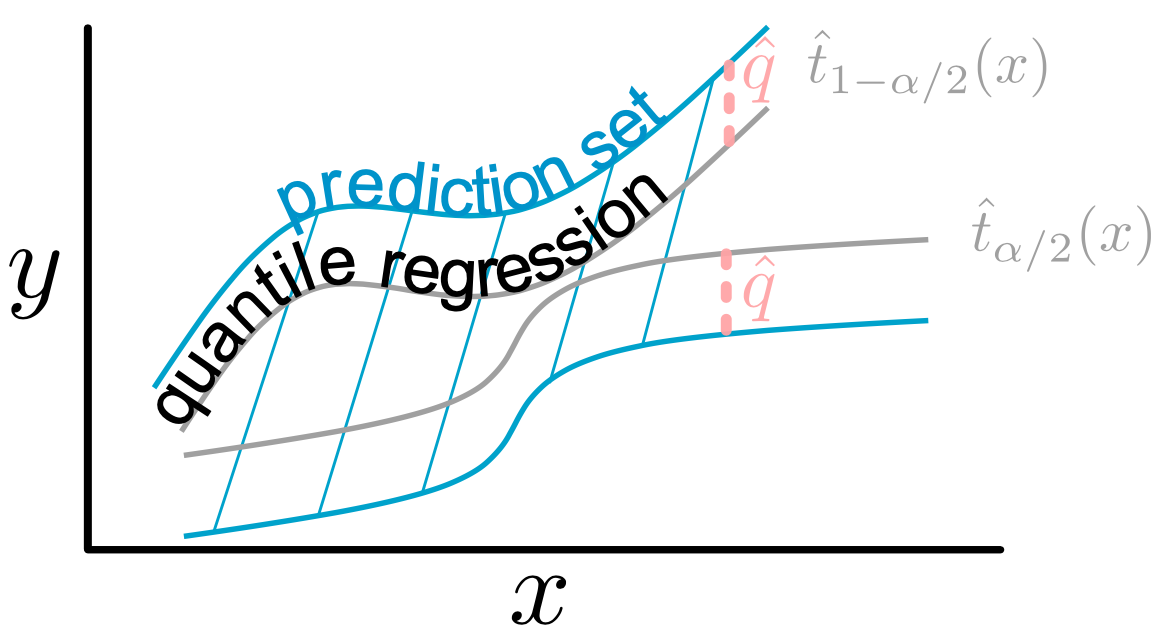 q̂
t̂₁₋α/₂(x)
prediction set
quantile regression
t̂α/₂(x)
q̂
y
x